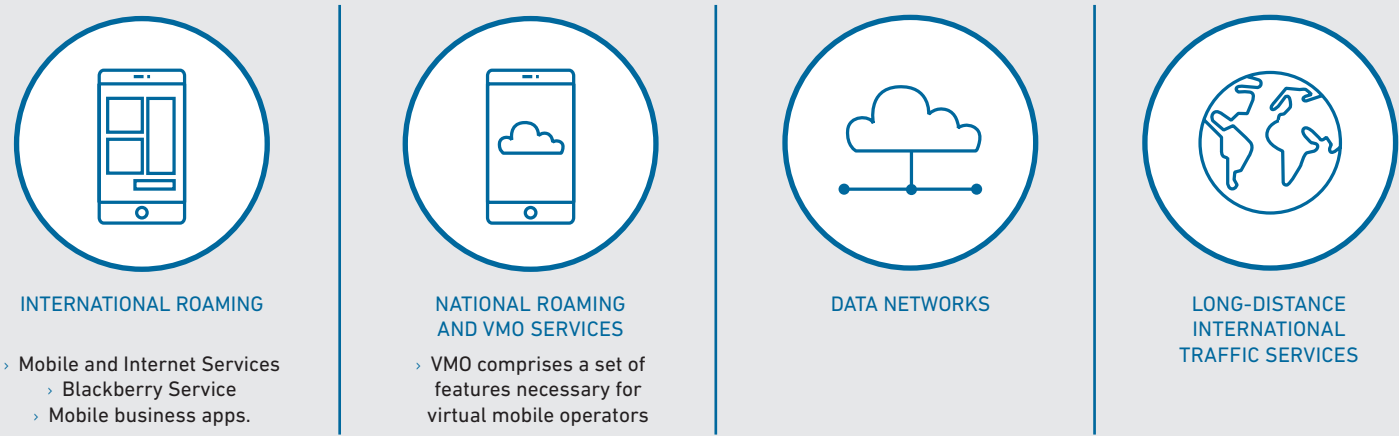 INTERNATIONAL ROAMING
› Mobile and Internet Services
› Blackberry Service
› Mobile business apps.
NATIONAL ROAMING
AND VMO SERVICES
› VMO comprises a set of
features necessary for
virtual mobile operators
DATA NETWORKS
LONG-DISTANCE
INTERNATIONAL
TRAFFIC SERVICES